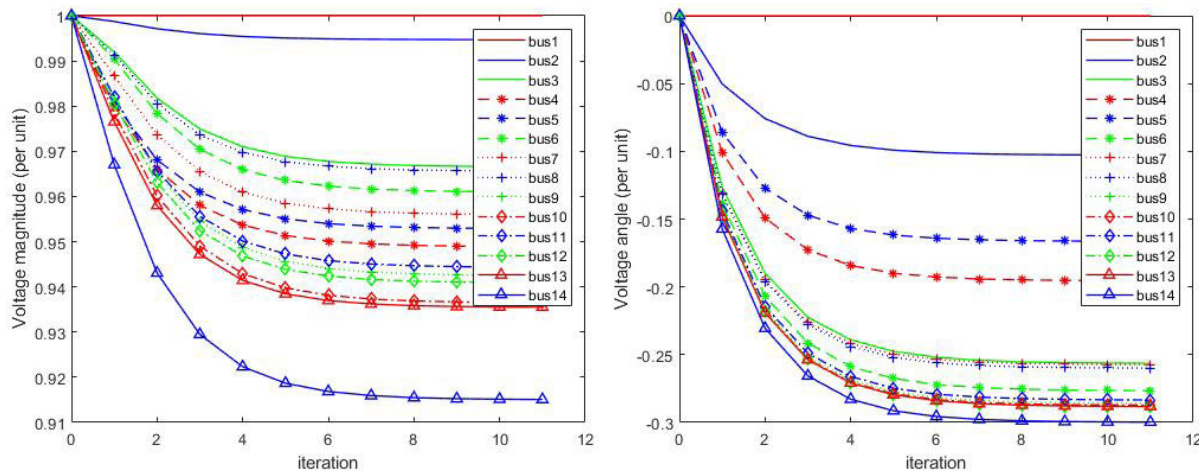 1
0.99
0.98
0.97
0.96
0.95
0.94
0.93
0.92
0.91
Voltage magnitude (per unit)
0
2
4
6
8
10
12
iteration
bus1
bus2
bus3
bus4
bus5
bus6
bus7
bus8
bus9
bus10
bus11
bus12
bus13
bus14
-0
-0.05
-0.1
-0.15
-0.2
-0.25
-0.3
Voltage angle (per unit)
0
2
4
6
8
10
12
iteration
bus1
bus2
bus3
bus4
bus5
bus6
bus7
bus8
bus9
bus10
bus11
bus12
bus13
bus14